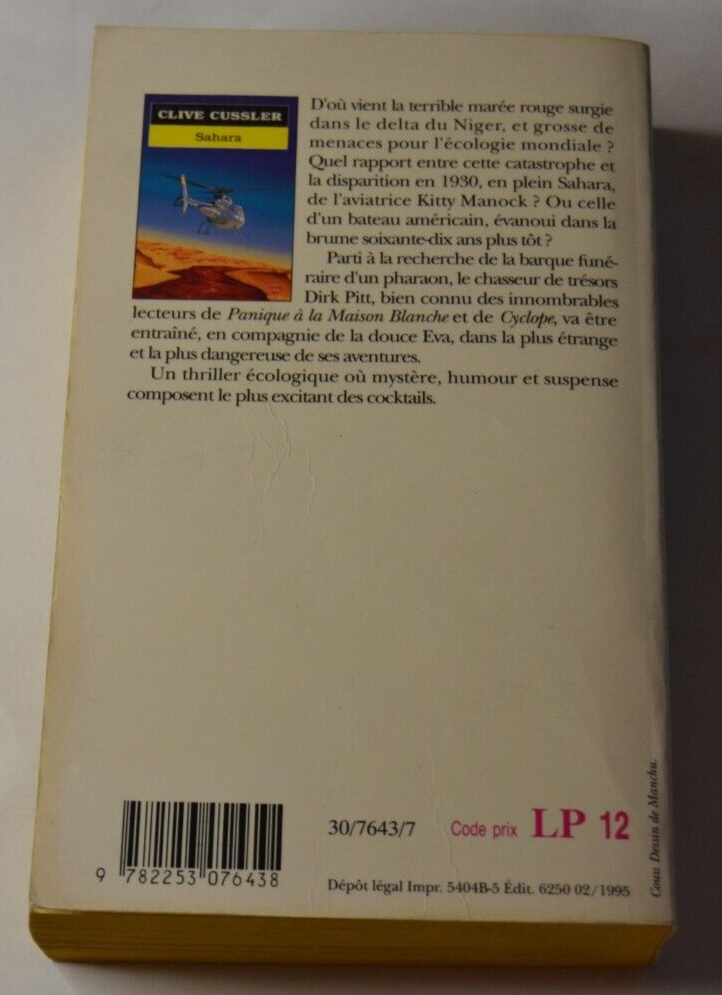 CLIVE CUSSLER
Sahara
D'où vient la terrible marée rouge surgie
dans le delta du Niger, et grosse de
menaces pour l'écologie mondiale ?
Quel rapport entre cette catastrophe et
la disparition en 1930, en plein Sahara,
de l'aviatrice Kitty Manock ? Ou celle
d'un bateau américain, évanoui dans la
brume soixante-dix ans plus tôt ?
Parti à la recherche de la barque funé-
raire d'un pharaon, le chasseur de trésors
Dirk Pitt, bien connu des innombrables
lecteurs de Panique à la Maison Blanche et de Cyclope, va être
entraîné, en compagnie de la douce Eva, dans la plus étrange
et la plus dangereuse de ses aventures.
Un thriller écologique où mystère, humour et suspense
composent le plus excitant des cocktails.
9 782253 076438
30/7643/7 Code prix LP 12
Dépôt légal Impr. 5404B-5 Édit. 6250 02/1995
Couv Dessin de Manchu.